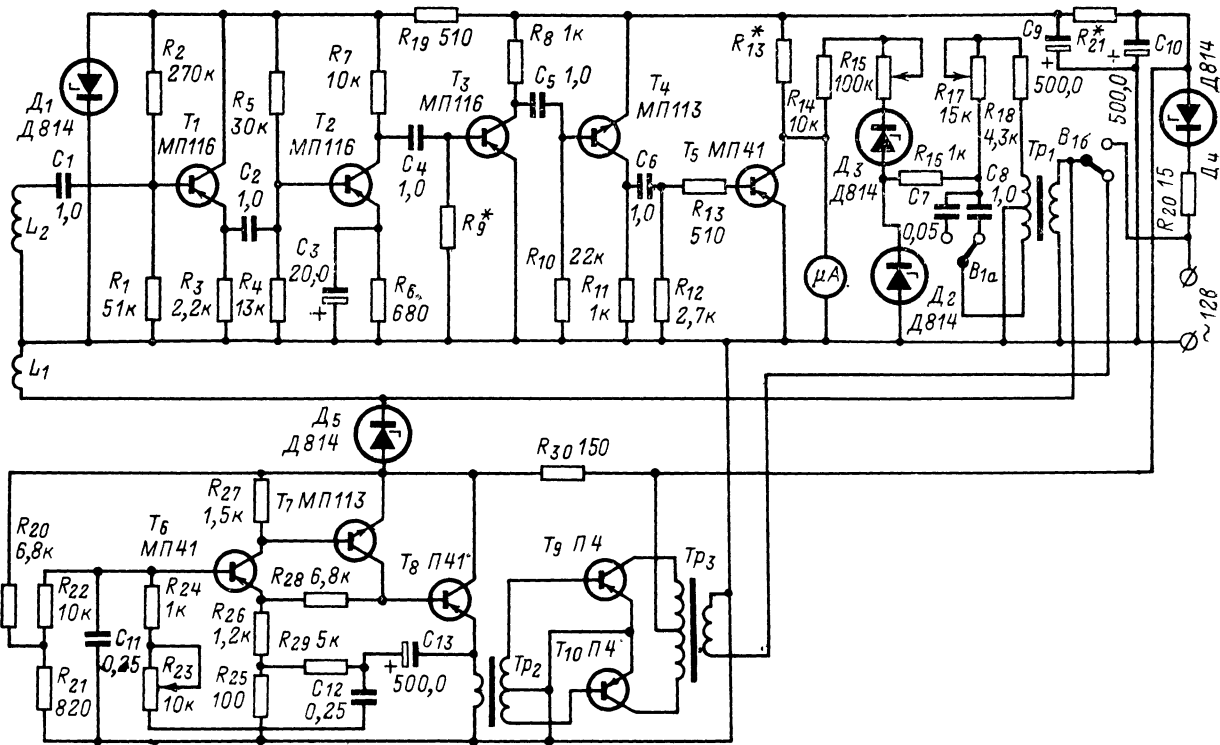 R2
270к
R7
10к
R19 510
R8 1к
C5 1,0
R13*
C9
R21*
C10
Д814
Д1
Д814
R5
30к
T3
МП116
T4
МП113
R15
100к
R17
15к
+
500,0
+
500,0
T1
МП116
T2
МП116
R14
10к
R18
4,3к
C1
1,0
C2
1,0
C4
1,0
C6
1,0
T5 МП41
Д3
Д814
R16 1к
C7
0,05
C8
1,0
Тр1
В1б
Д4
L2
R9*
R13
510
R20 15
R1
51к
R3
2,2к
R4
13к
C3
20,0
+
R6
680
R10
22к
R11
1к
R12
2,7к
μA
Д2
Д814
В1а
~12В
L1
Д5
Д814
R30 150
R20
6,8к
T6
МП41
R27
1,5к
T7 МП113
T8 П41
T9 П4
Тр3
R22
10к
R24
1к
R28 6,8к
R26
1,2к
C11
0,25
R29 5к
C13
Тр2
T10 П4
R21
820
R23
10к
R25
100
C12
0,25
+
500,0